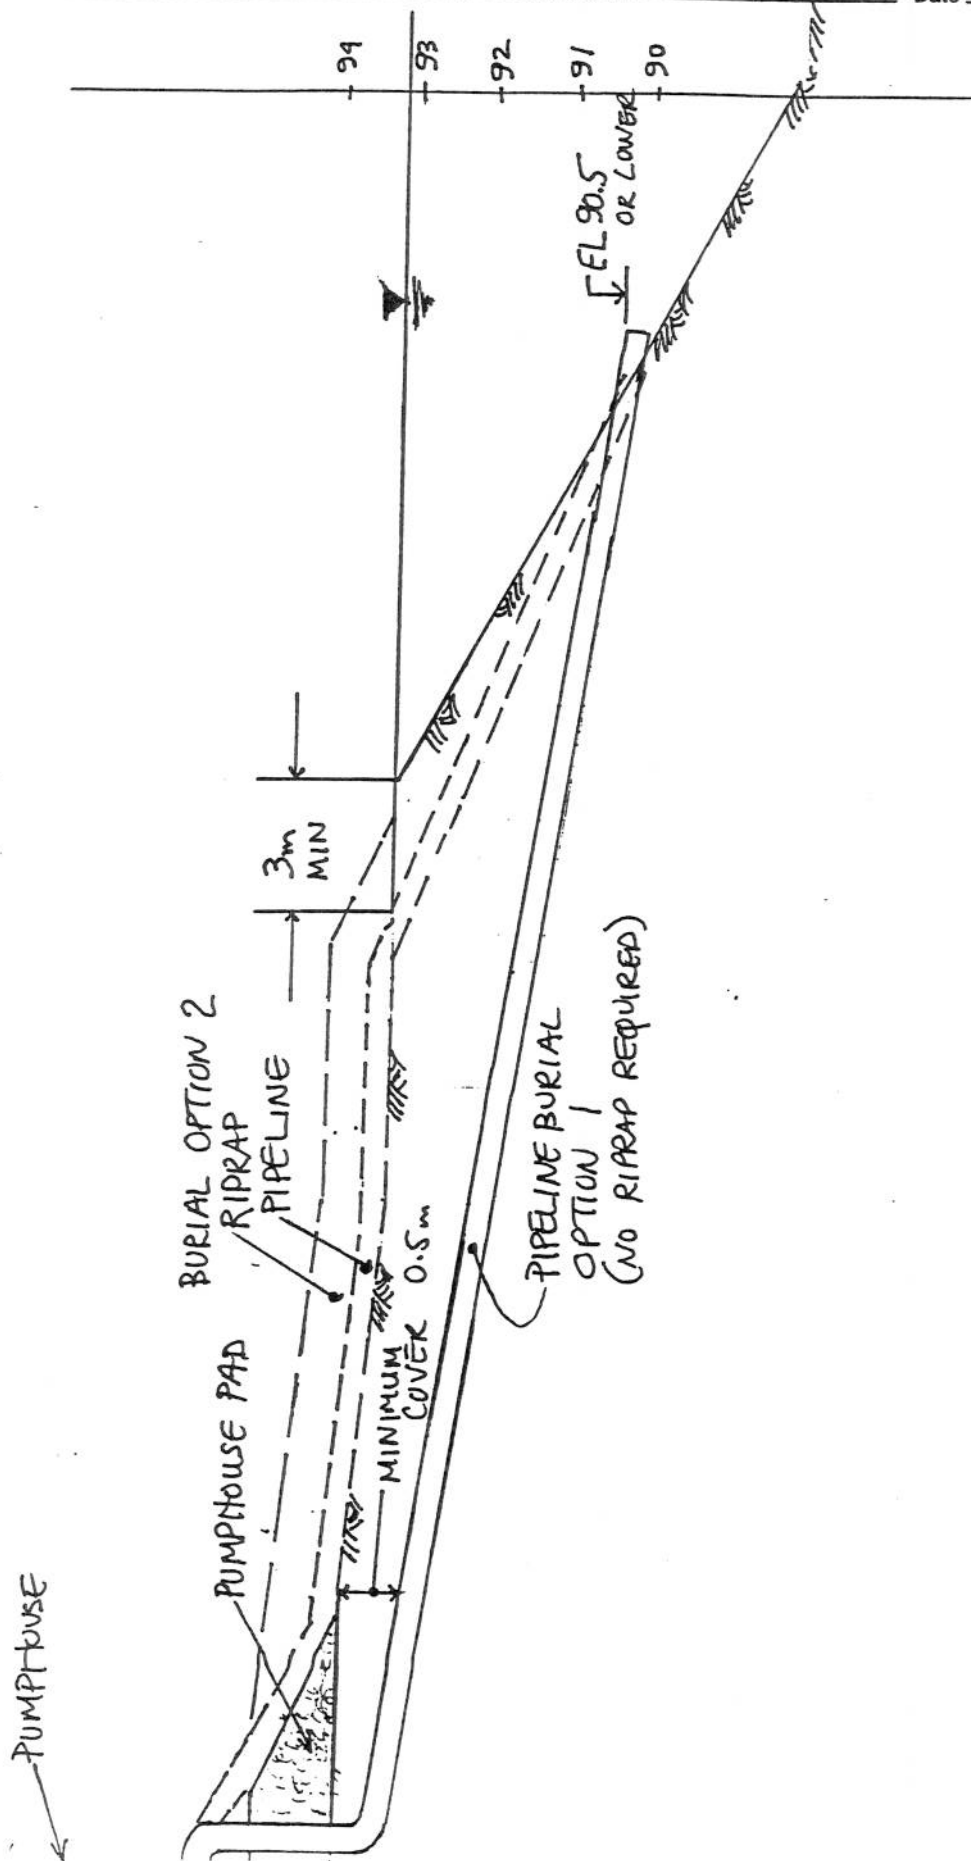 PUMPHOUSE
PUMPHOUSE PAD
BURIAL OPTION 2
RIPRAP
PIPELINE
MINIMUM
COVER 0.5m
PIPELINE BURIAL
OPTION 1
(NO RIPRAP REQUIRED)
3m
MIN
EL 90.5
OR LOWER
94
93
92
91
90